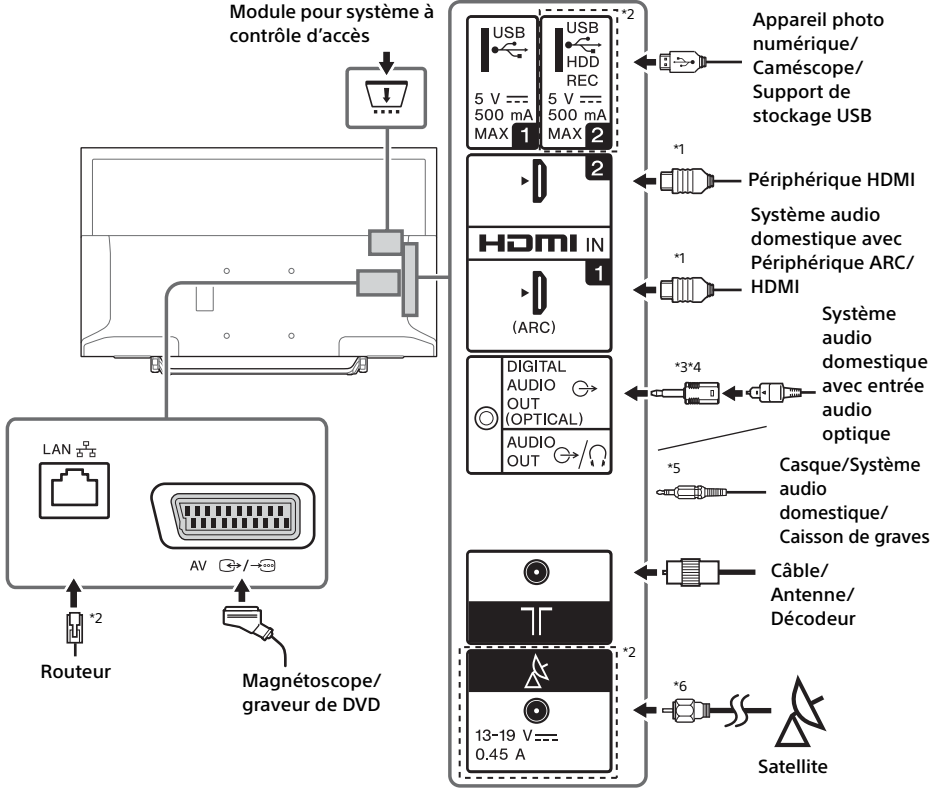 Module pour système à
contrôle d'accès
USB
5 V
500 mA
MAX 1
*2
USB
HDD
REC
5 V
500 mA
MAX 2
Appareil photo
numérique/
Caméscope/
Support de
stockage USB
2
*1
Périphérique HDMI
HDMI IN
1
(ARC)
*1
Système audio
domestique avec
Périphérique ARC/
HDMI
DIGITAL
AUDIO
OUT
(OPTICAL)
*3*4
Système
audio
domestique
avec entrée
audio
optique
AUDIO
OUT
*5
Casque/Système
audio
domestique/
Caisson de graves
LAN
AV
*2
Routeur
Magnétoscope/
graveur de DVD
Câble/
Antenne/
Décodeur
*2
13-19 V
0.45 A
*6
Satellite